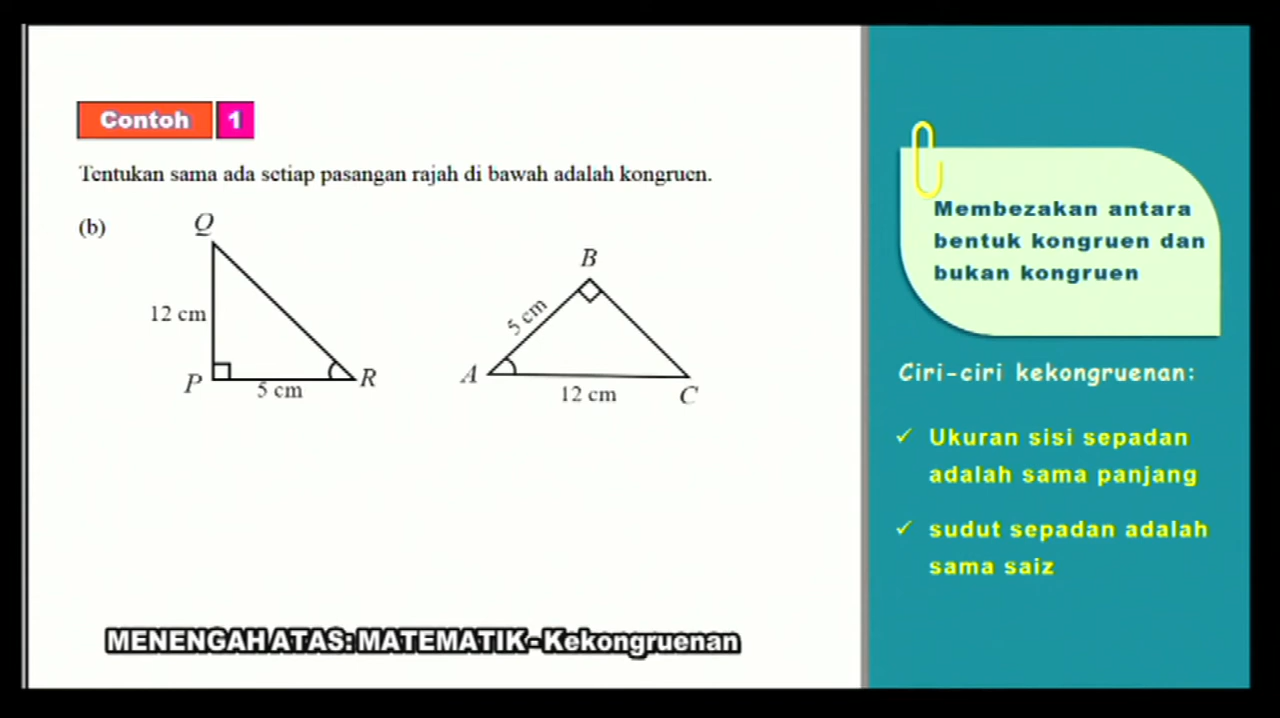 Contoh 1
Tentukan sama ada setiap pasangan rajah di bawah adalah kongruen.
(b)
Q
12 cm
P
5 cm
R
B
5 cm
A
12 cm
C
MENENGAH ATAS: MATEMATIK - Kekongruenan
Membezakan antara
bentuk kongruen dan
bukan kongruen
Ciri-ciri kekongruenan:
✓ Ukuran sisi sepadan
adalah sama panjang
✓ sudut sepadan adalah
sama saiz